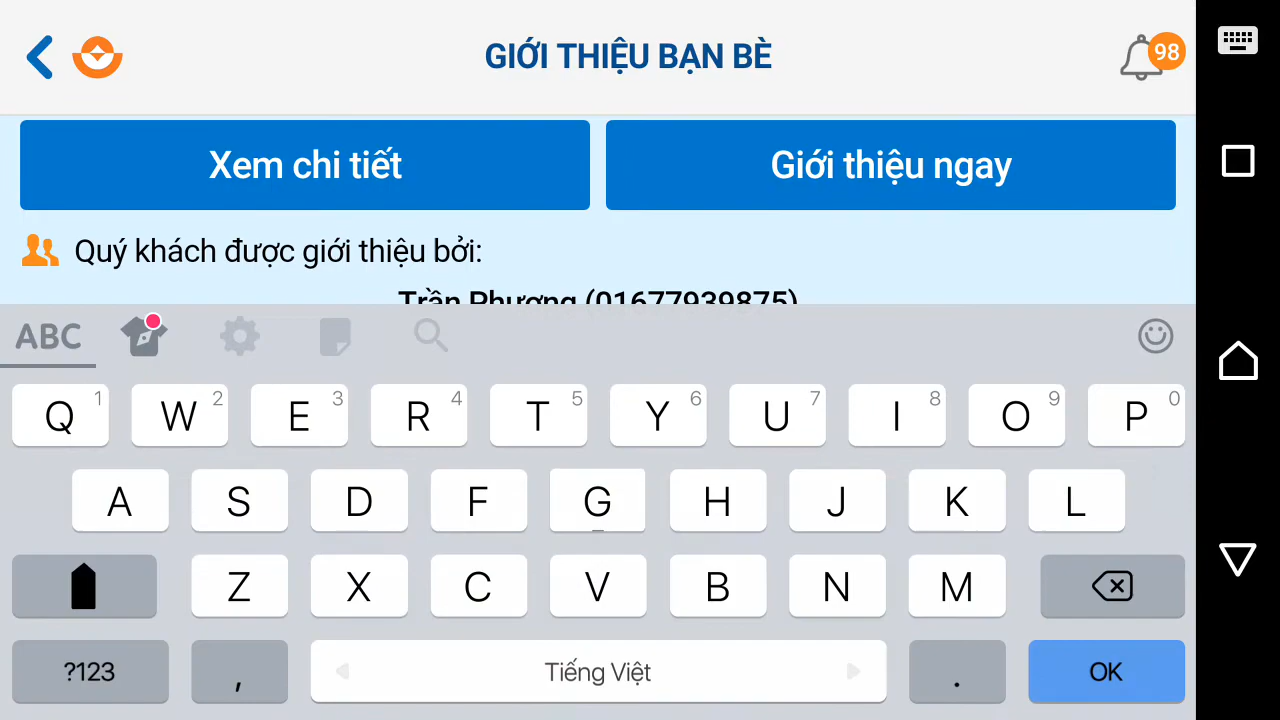 GIỚI THIỆU BẠN BÈ
98
Xem chi tiết
Giới thiệu ngay
Quý khách được giới thiệu bởi:
Trần Phương (01677939875)
ABC
Q 1 W 2 E 3 R 4 T 5 Y 6 U 7 I 8 O 9 P 0
A S D F G H J K L
Z X C V B N M
?123 , Tiếng Việt . OK